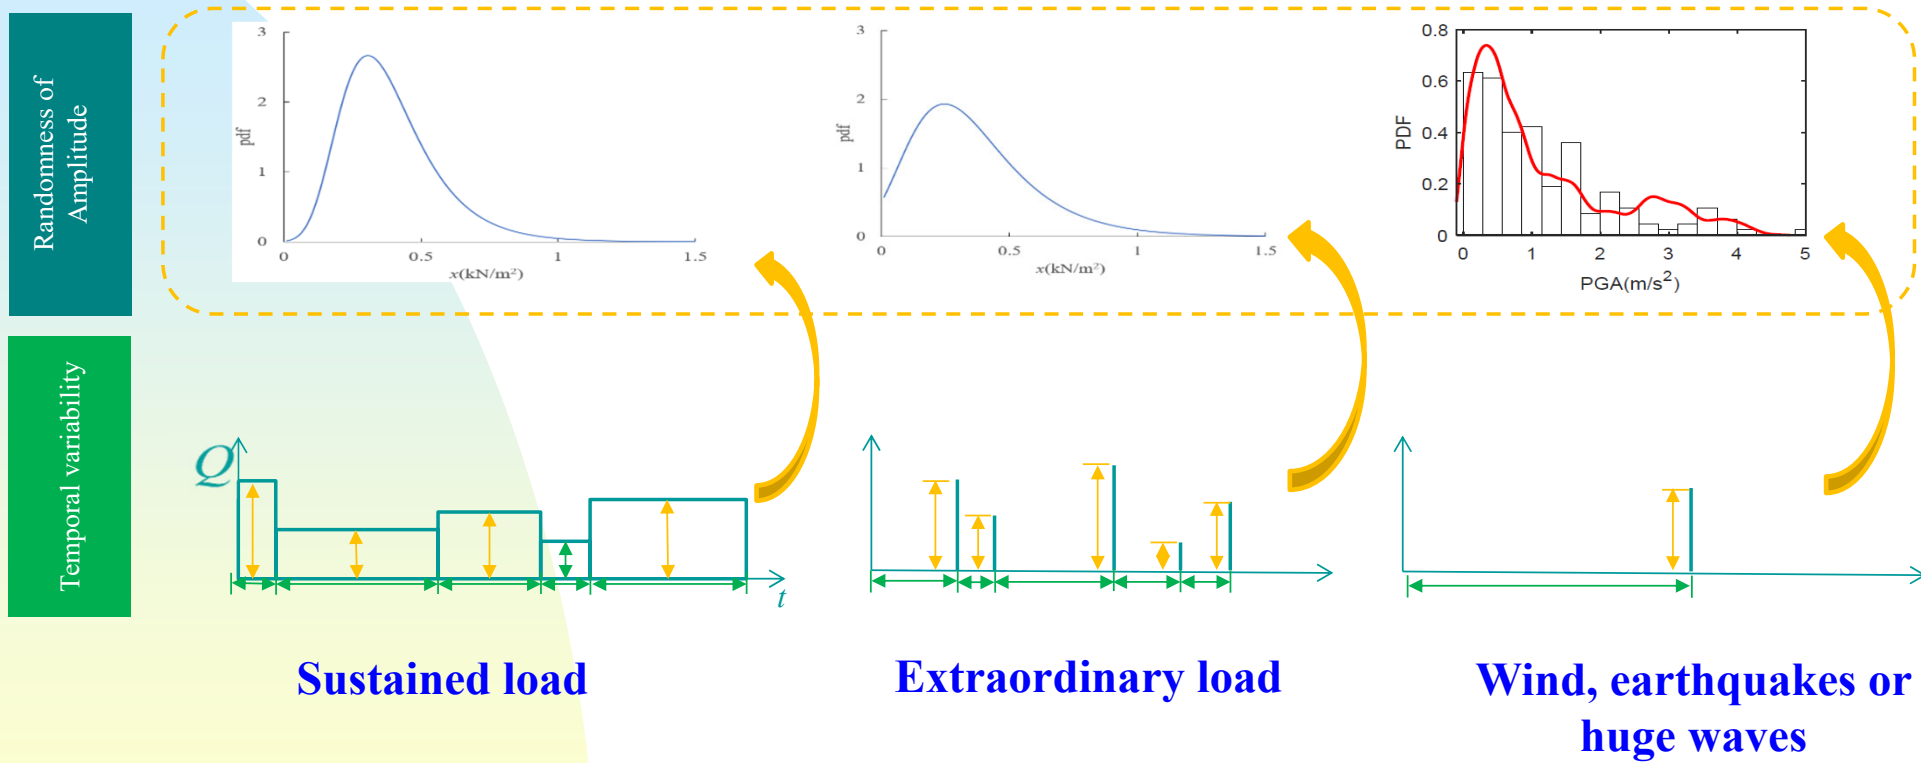 Randomness of
Amplitude
3
2
1
0
pdf
0
0.5
1
1.5
x(kN/m²)
3
2
1
0
pdf
0
0.5
1
1.5
x(kN/m²)
0.8
0.6
0.4
0.2
0
PDF
0
1
2
3
4
5
PGA(m/s²)
Temporal variability
Q
t
Sustained load
Extraordinary load
Wind, earthquakes or
huge waves